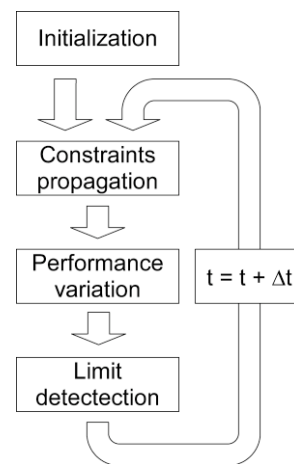 Initialization
Constraints
propagation
Performance
variation
t = t + Δt
Limit
detectection